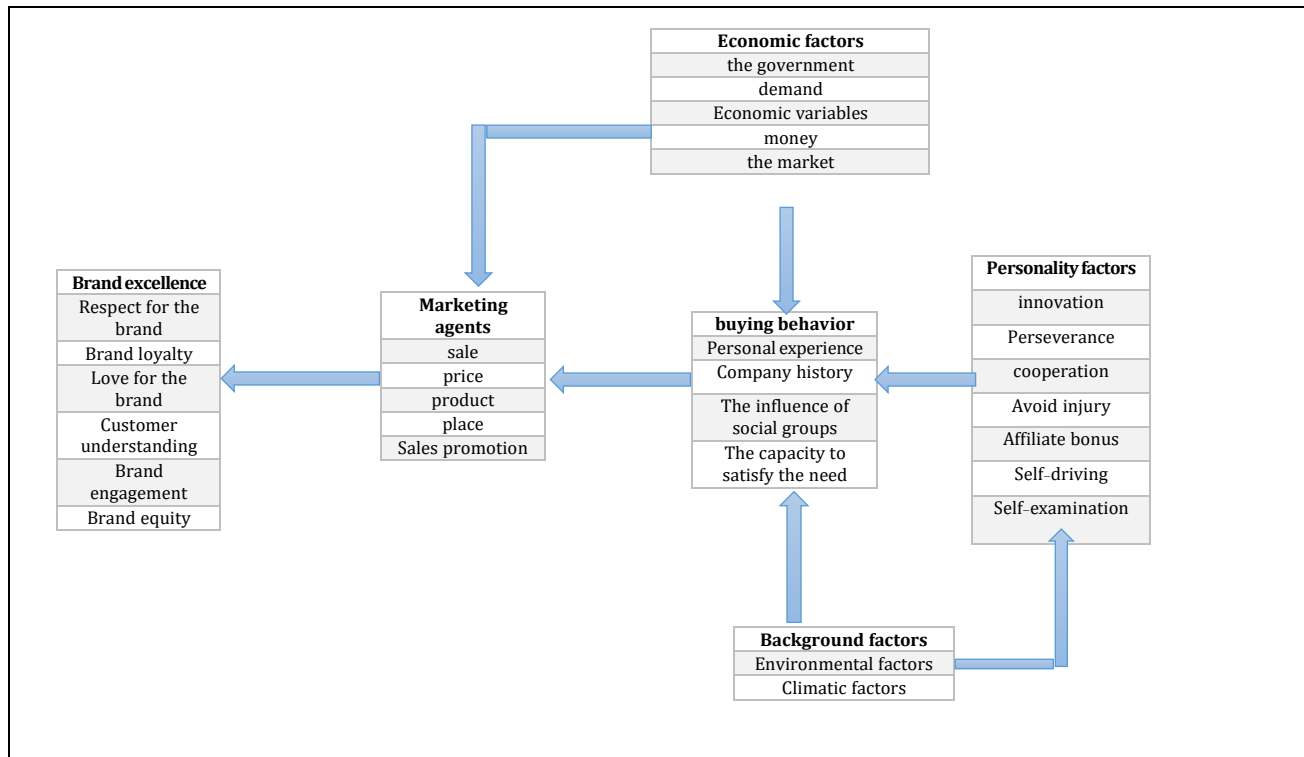 Economic factors
the government
demand
Economic variables
money
the market
Brand excellence
Respect for the
brand
Brand loyalty
Love for the
brand
Customer
understanding
Brand
engagement
Brand equity
Marketing
agents
sale
price
product
place
Sales promotion
buying behavior
Personal experience
Company history
The influence of
social groups
The capacity to
satisfy the need
Personality factors
innovation
Perseverance
cooperation
Avoid injury
Affiliate bonus
Self-driving
Self-examination
Background factors
Environmental factors
Climatic factors